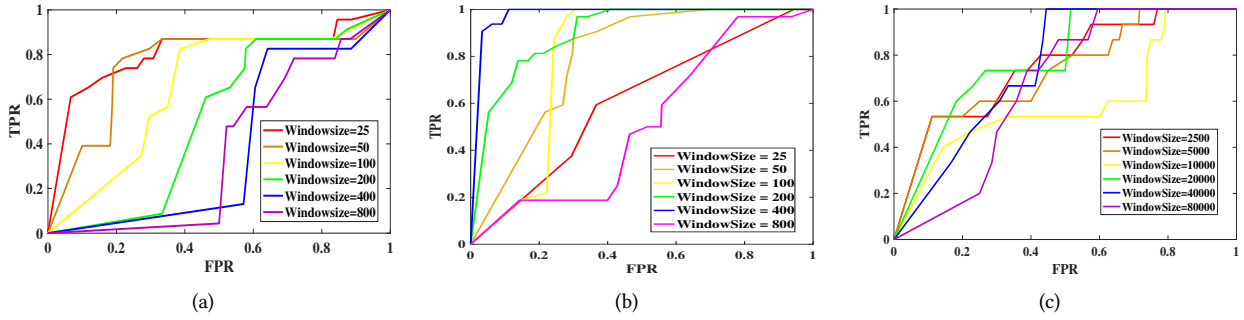 TPR
1
0.8
0.6
0.4
0.2
0
0 0.2 0.4 0.6 0.8 1
FPR
Windowsize=25
Windowsize=50
Windowsize=100
Windowsize=200
Windowsize=400
Windowsize=800
(a)
TPR
1
0.8
0.6
0.4
0.2
0
0 0.2 0.4 0.6 0.8 1
FPR
WindowSize = 25
WindowSize = 50
WindowSize = 100
WindowSize = 200
WindowSize = 400
WindowSize = 800
(b)
TPR
1
0.8
0.6
0.4
0.2
0
0 0.2 0.4 0.6 0.8 1
FPR
WindowSize=2500
WindowSize=5000
WindowSize=10000
WindowSize=20000
WindowSize=40000
WindowSize=80000
(c)